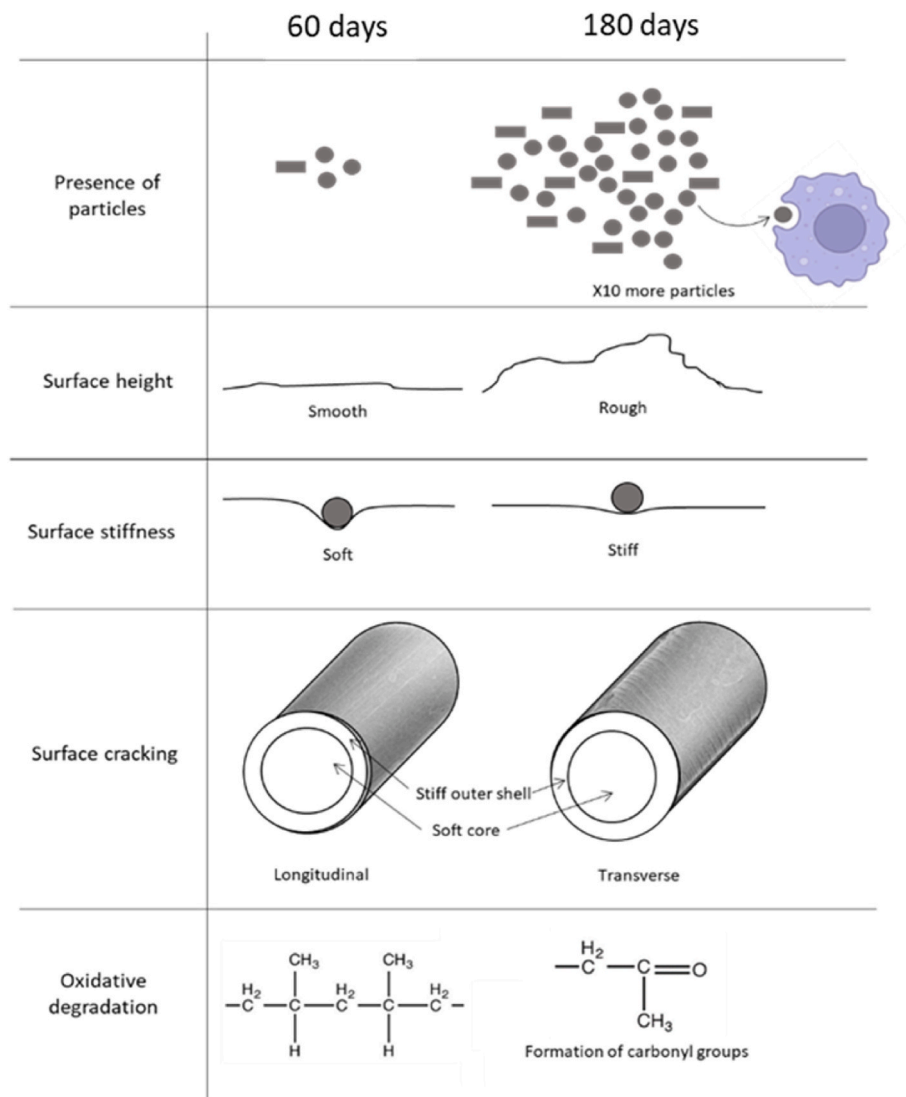 60 days 180 days
Presence of
particles
X10 more particles
Surface height
Smooth
Rough
Surface stiffness
Soft
Stiff
Surface cracking
Stiff outer shell
Soft core
Longitudinal
Transverse
Oxidative
degradation
CH3 CH3
H2 H2 H2
C C C C C
H H
H2
C C O
CH3
Formation of carbonyl groups